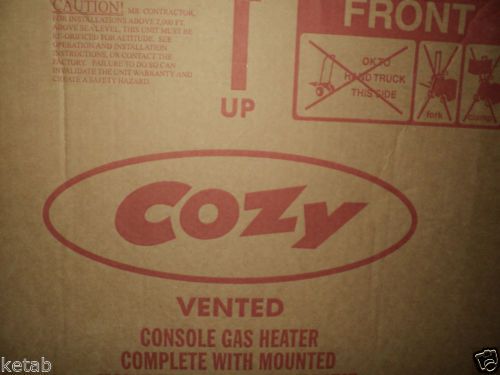 CAUTION! MR. CONTRACTOR,
FOR INSTALLATIONS ABOVE 2,000 FT.
ABOVE SEA LEVEL, THIS UNIT MUST BE
RE-ORIFICED FOR ALTITUDE. SEE
OPERATION AND INSTALLATION
INSTRUCTIONS, OR CONTACT THE
FACTORY. FAILURE TO DO SO CAN
INVALIDATE THE UNIT WARRANTY AND
CREATE A SAFETY HAZARD.
UP
FRONT
OK TO
HAND TRUCK
THIS SIDE
fork
clamp
COZy
VENTED
CONSOLE GAS HEATER
COMPLETE WITH MOUNTED
ketab